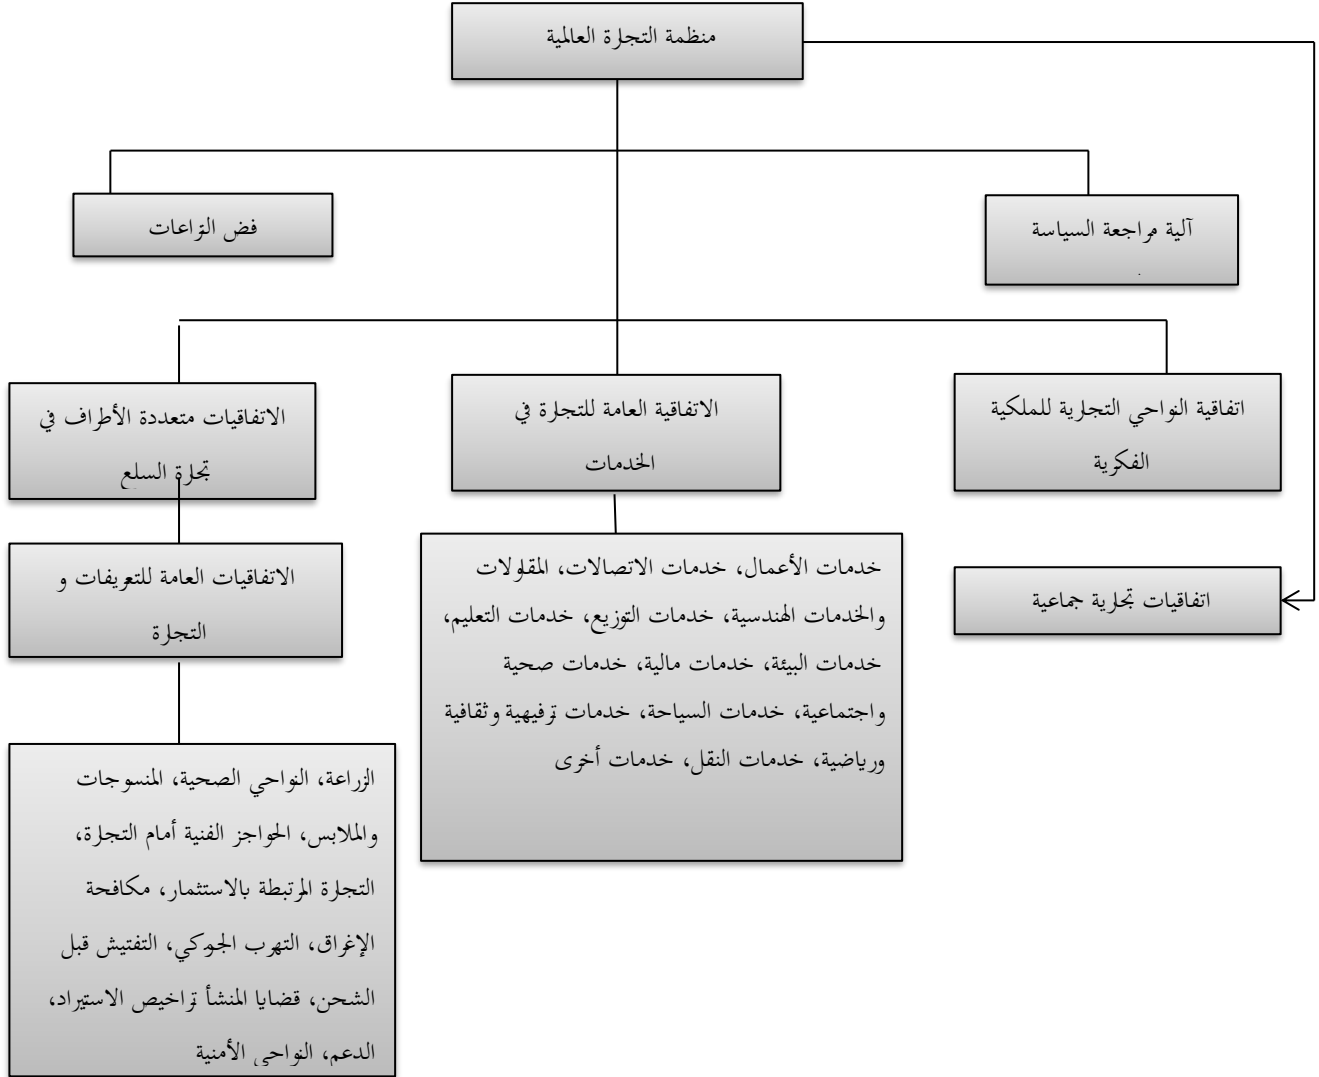 منظمة التجارة العالمية
آلية مراجعة السياسة
فض النزاعات
اتفاقية النواحي التجارية للملكية
الفكرية
الاتفاقية العامة للتجارة في
الخدمات
الاتفاقيات متعددة الأطراف في
تجارة السلع
اتفاقيات تجارية جماعية
خدمات الأعمال، خدمات الاتصالات، المقاولات
والخدمات الهندسية، خدمات التوزيع، خدمات التعليم،
خدمات البيئة، خدمات مالية، خدمات صحية
واجتماعية، خدمات السياحة، خدمات ترفيهية وثقافية
ورياضية، خدمات النقل، خدمات أخرى
الاتفاقيات العامة للتعريفات و
التجارة
الزراعة، النواحي الصحية، المنسوجات
والملابس، الحواجز الفنية أمام التجارة،
التجارة المرتبطة بالاستثمار، مكافحة
الإغراق، التهرب الجمركي، التفتيش قبل
الشحن، قضايا المنشأ تراخيص الاستيراد،
الدعم، النواحي الأمنية